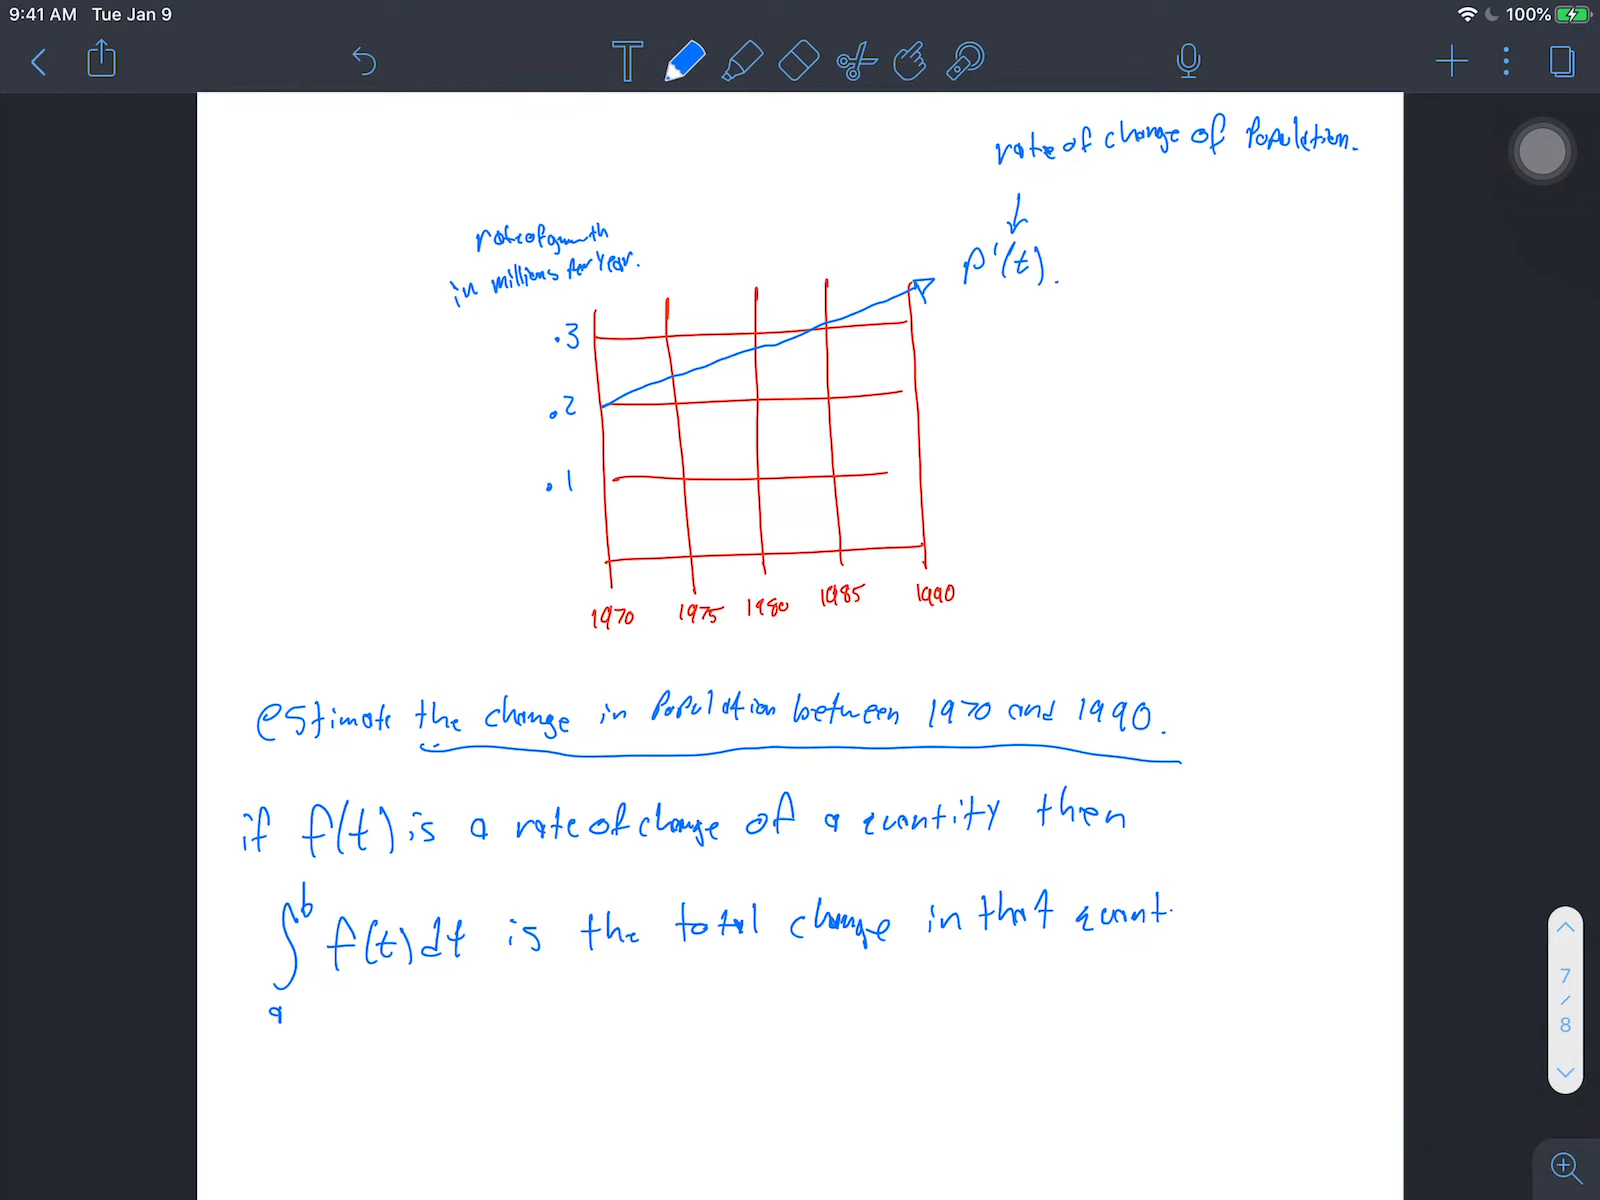 9:41 AM Tue Jan 9
100%
rate of change of Population.
rate of growth
in millions per year.
P'(t).
.3
.2
.1
1970 1975 1980 1985 1990
estimate the change in Population between 1970 and 1990.
if f(t) is a rate of change of a quantity then
∫ₐᵇ f(t) dt is the total change in that quant
7
/
8